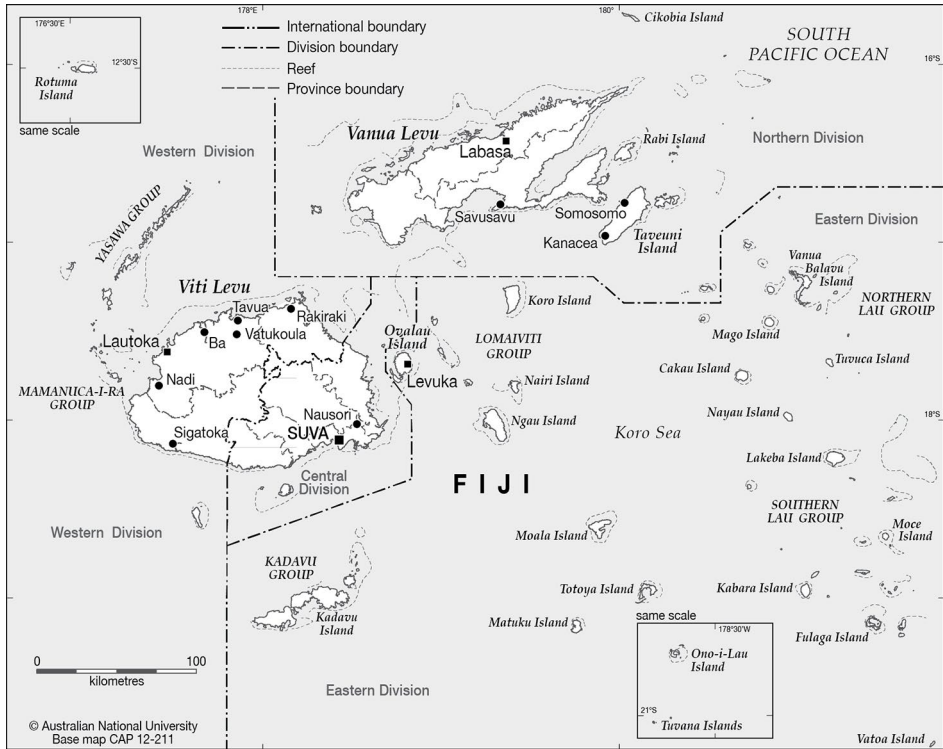 176°30'E
12°30'S
Rotuma
Island
same scale
178°E
180°
International boundary
Division boundary
Reef
Province boundary
Cikobia Island
SOUTH
PACIFIC OCEAN
16°S
Western Division
Vanua Levu
Labasa
Rabi Island
Northern Division
YASAWA GROUP
Savusavu
Somosomo
Kanacea
Taveuni
Island
Eastern Division
Vanua
Balavu
Island
NORTHERN
LAU GROUP
Viti Levu
Tavua
Rakiraki
Koro Island
Lautoka
Ba
Vatukoula
Ovalau
Island
LOMAIVITI
GROUP
Mago Island
Tuvuca Island
Cakau Island
Nadi
Levuka
Nairi Island
MAMANUCA-I-RA
GROUP
Nausori
SUVA
Sigatoka
Ngau Island
Koro Sea
Nayau Island
18°S
Lakeba Island
Central
Division
FIJI
SOUTHERN
LAU GROUP
Western Division
Moala Island
Moce
Island
KADAVU
GROUP
Kadavu
Island
Totoya Island
Kabara Island
Matuku Island
Fulaga Island
same scale
178°30'W
Ono-i-Lau
Island
21°S
Tuvana Islands
0
100
kilometres
Eastern Division
© Australian National University
Base map CAP 12-211
Vatoa Island